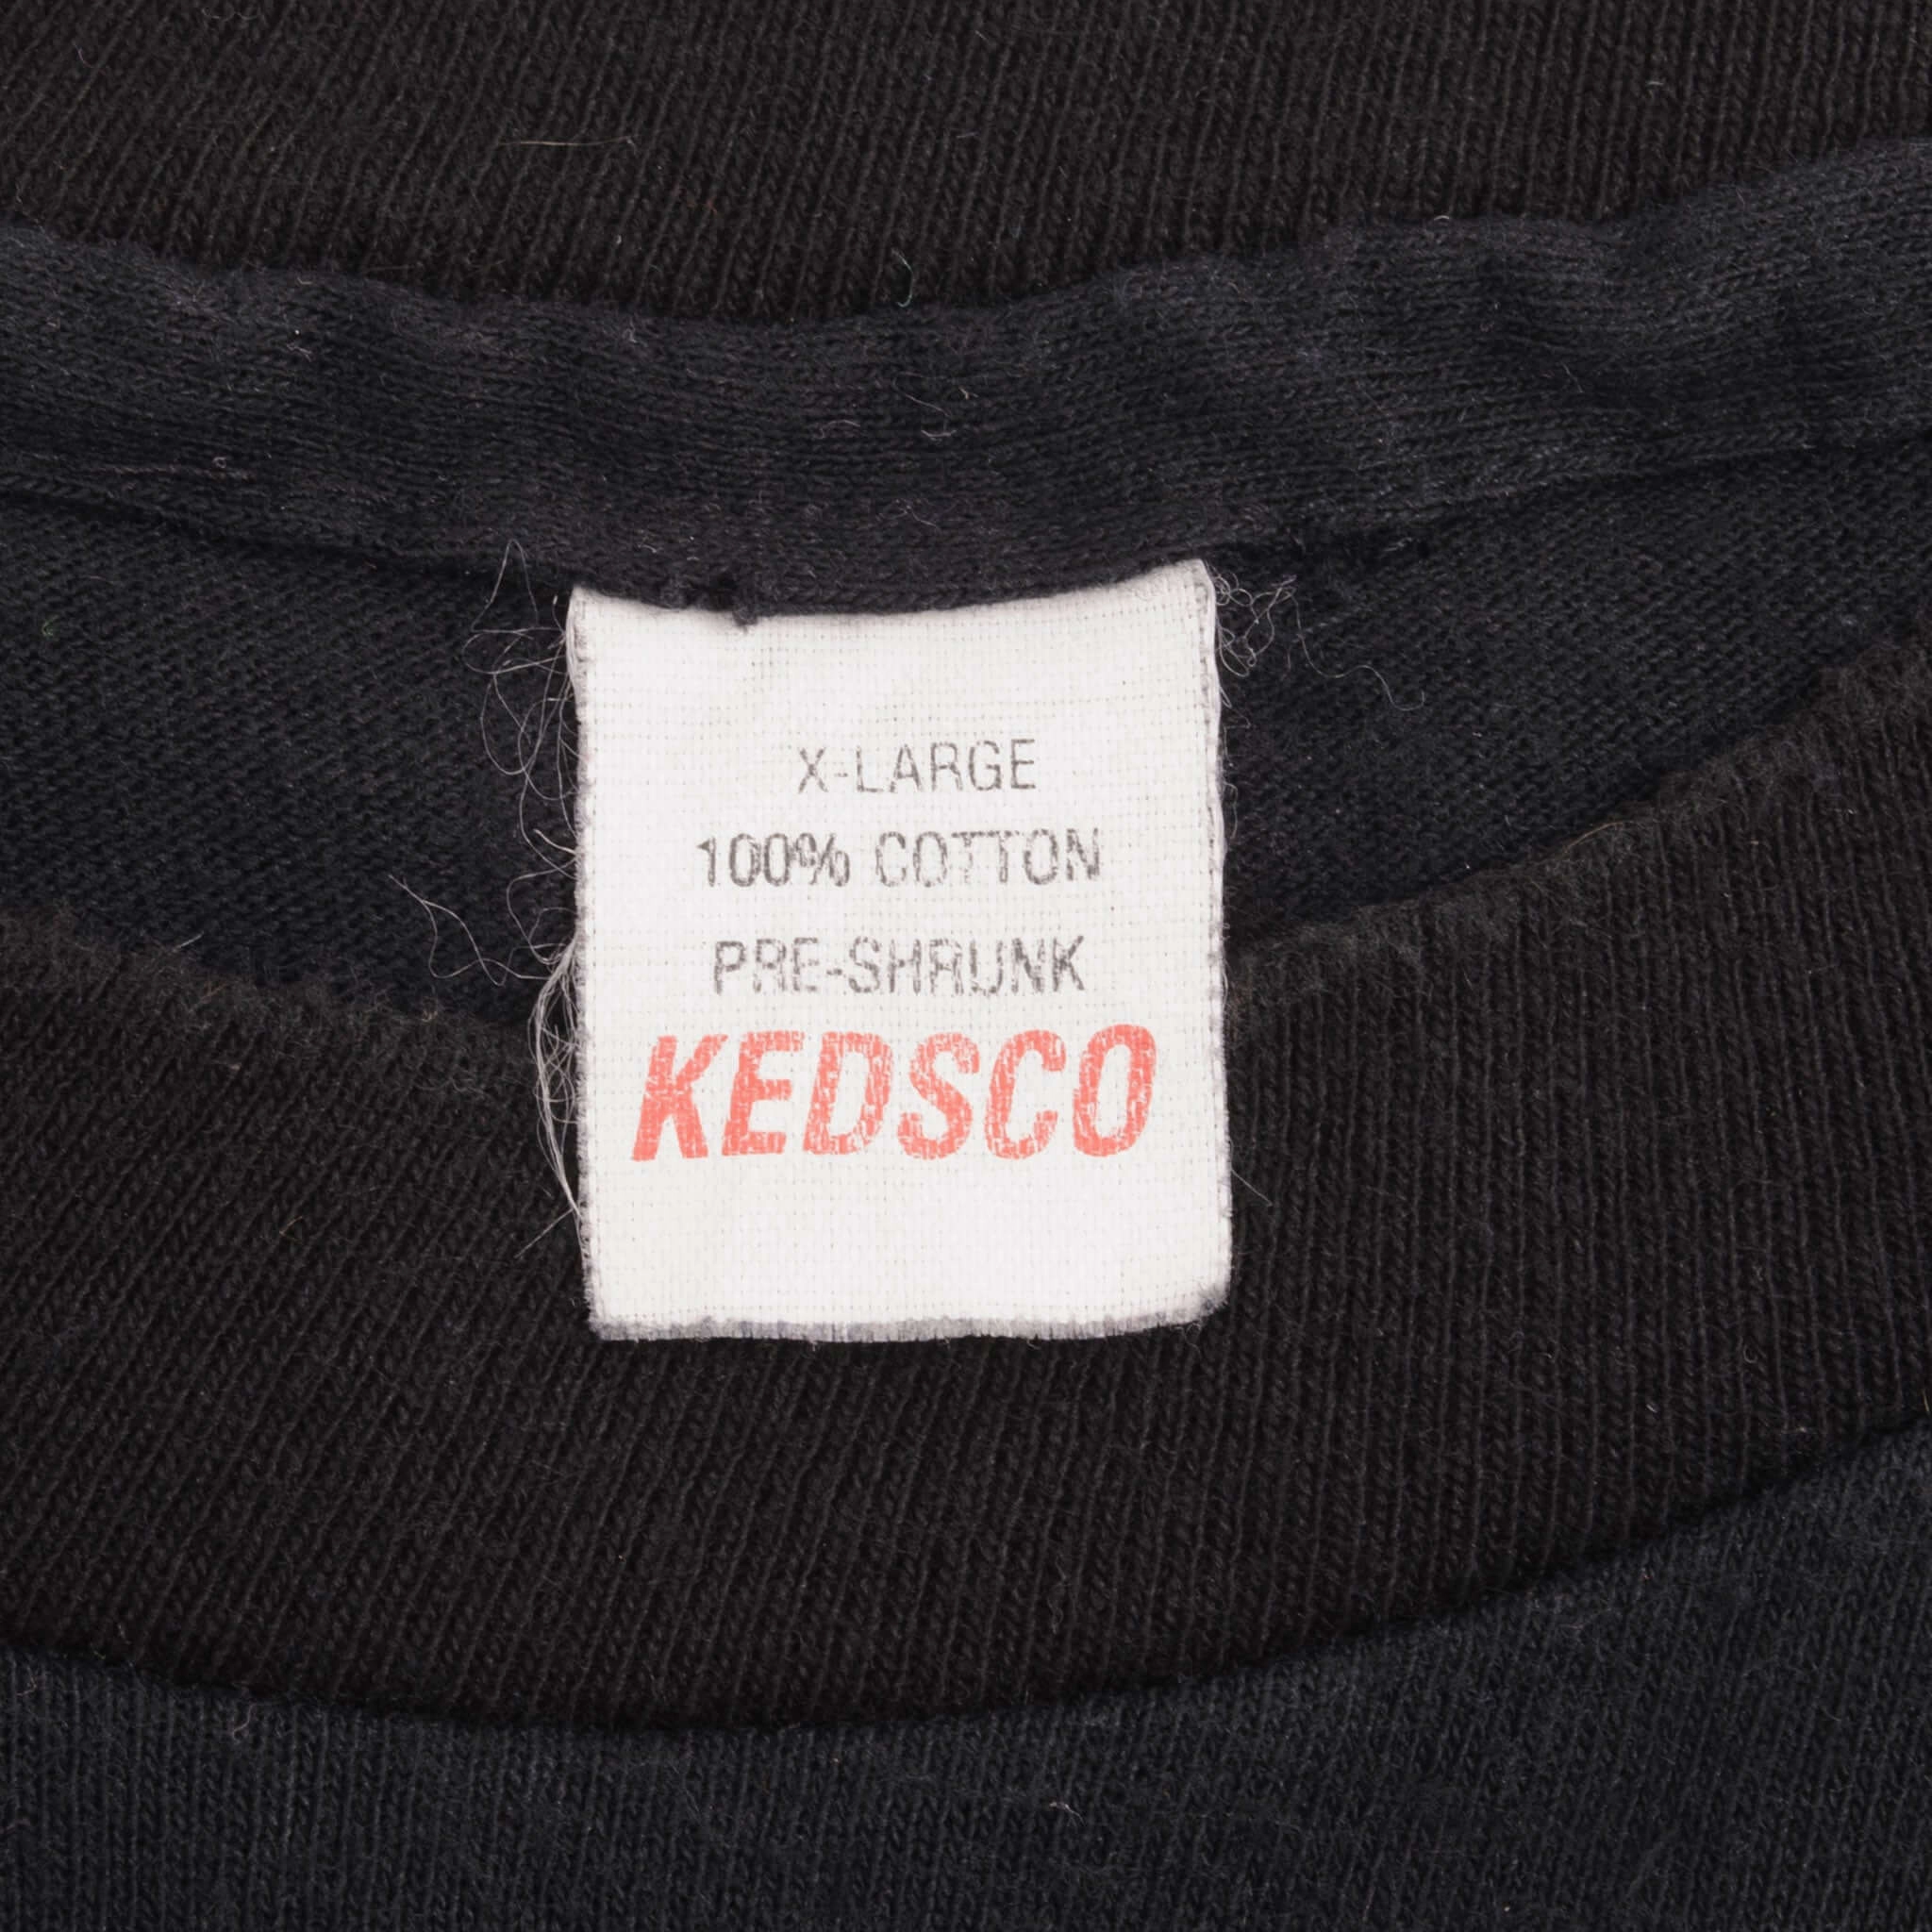 X-LARGE
100% COTTON
PRE-SHRUNK
KEDSCO